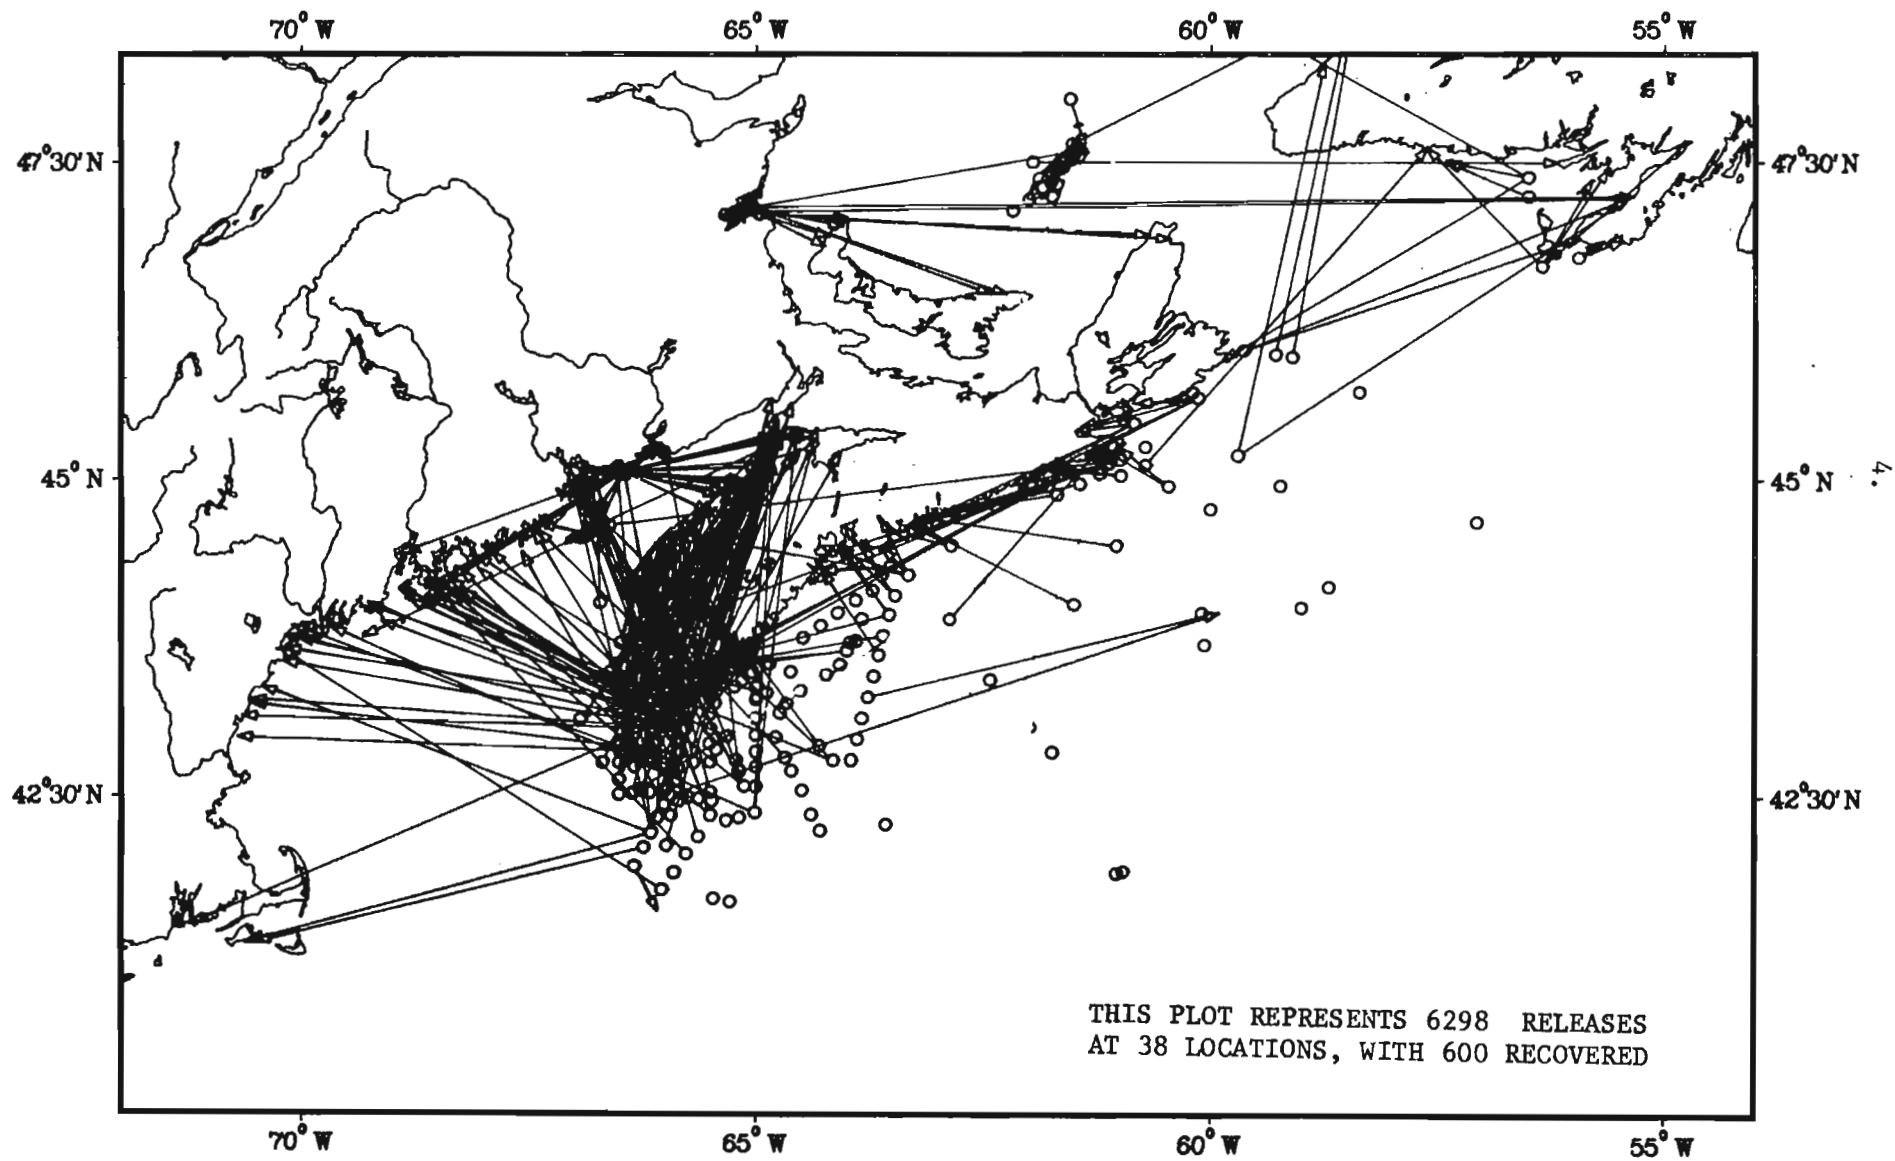 70° W 65° W 60° W 55° W
47°30' N 47°30' N
45° N 45° N
4.
42°30' N 42°30' N
THIS PLOT REPRESENTS 6298 RELEASES
AT 38 LOCATIONS, WITH 600 RECOVERED
70° W 65° W 60° W 55° W